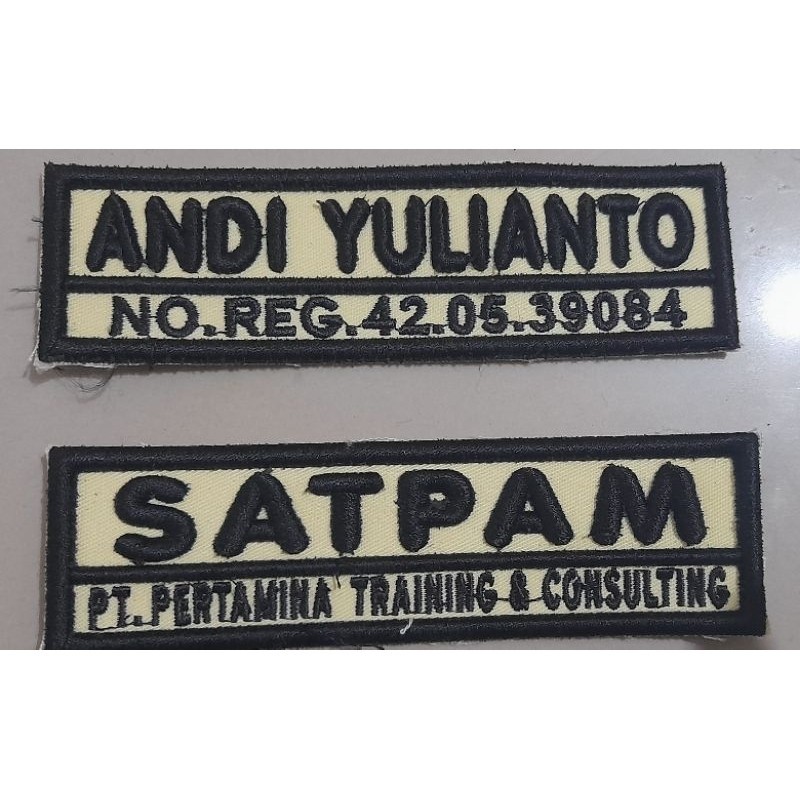 ANDI YULIANTO
NO.REG.42.05.39084
SATPAM
PT. PERTAMINA TRAINING & CONSULTING